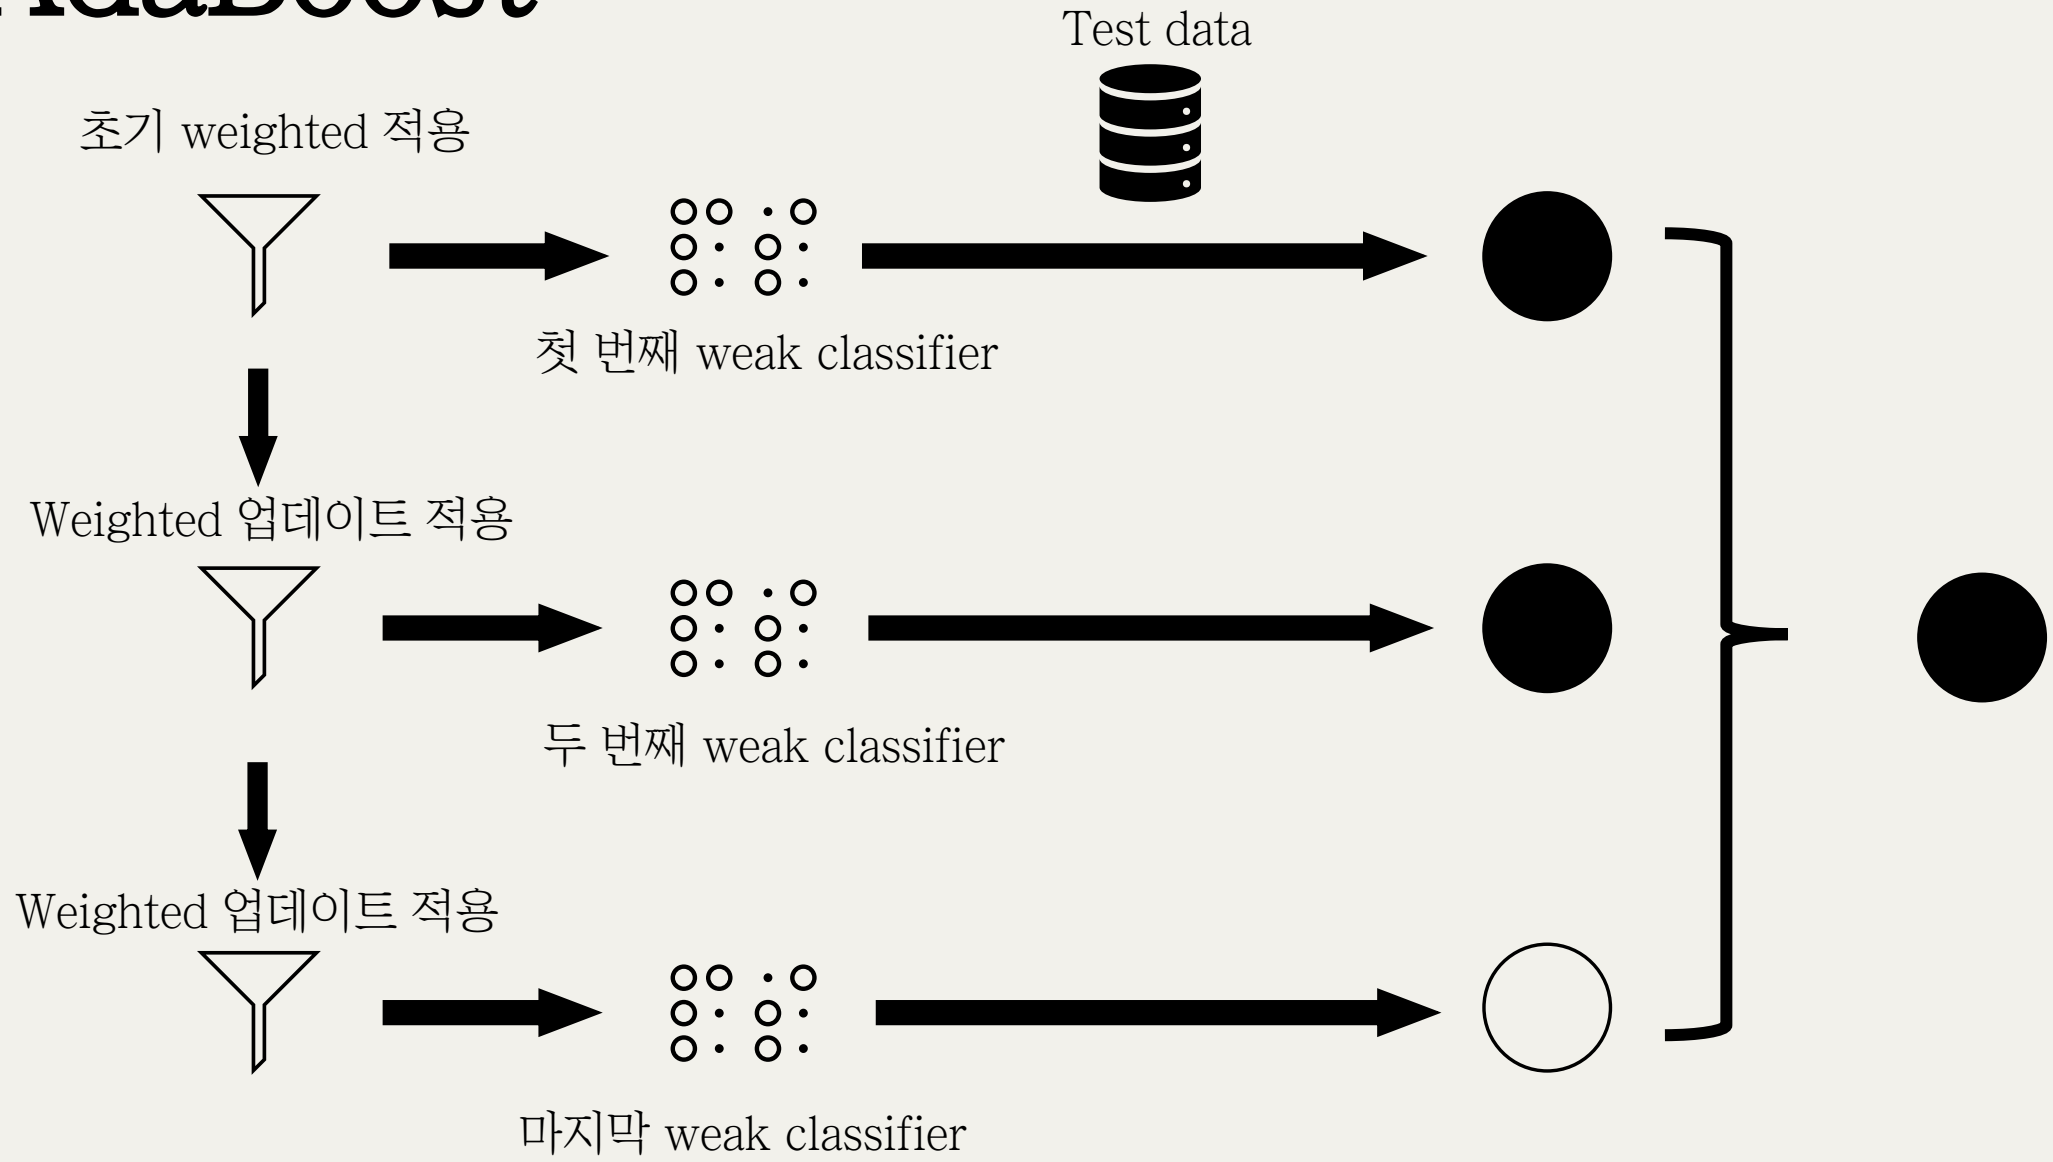 AdaBoost
Test data
초기 weighted 적용
첫 번째 weak classifier
Weighted 업데이트 적용
두 번째 weak classifier
Weighted 업데이트 적용
마지막 weak classifier